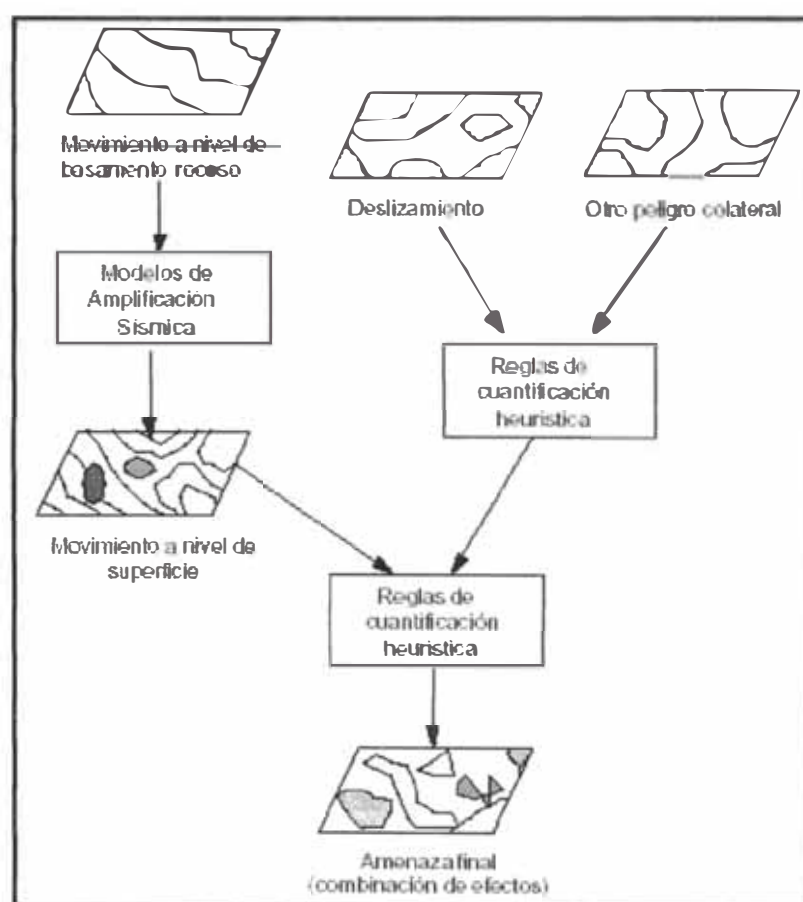 Movimiento a nivel de
basamento rocoso
Deslizamiento
Otro peligro colateral
Modelos de
Amplificación
Sísmica
Reglas de
cuantificación
heurística
Movimiento a nivel de
superficie
Reglas de
cuantificación
heurística
Amenaza final
(combinación de efectos)